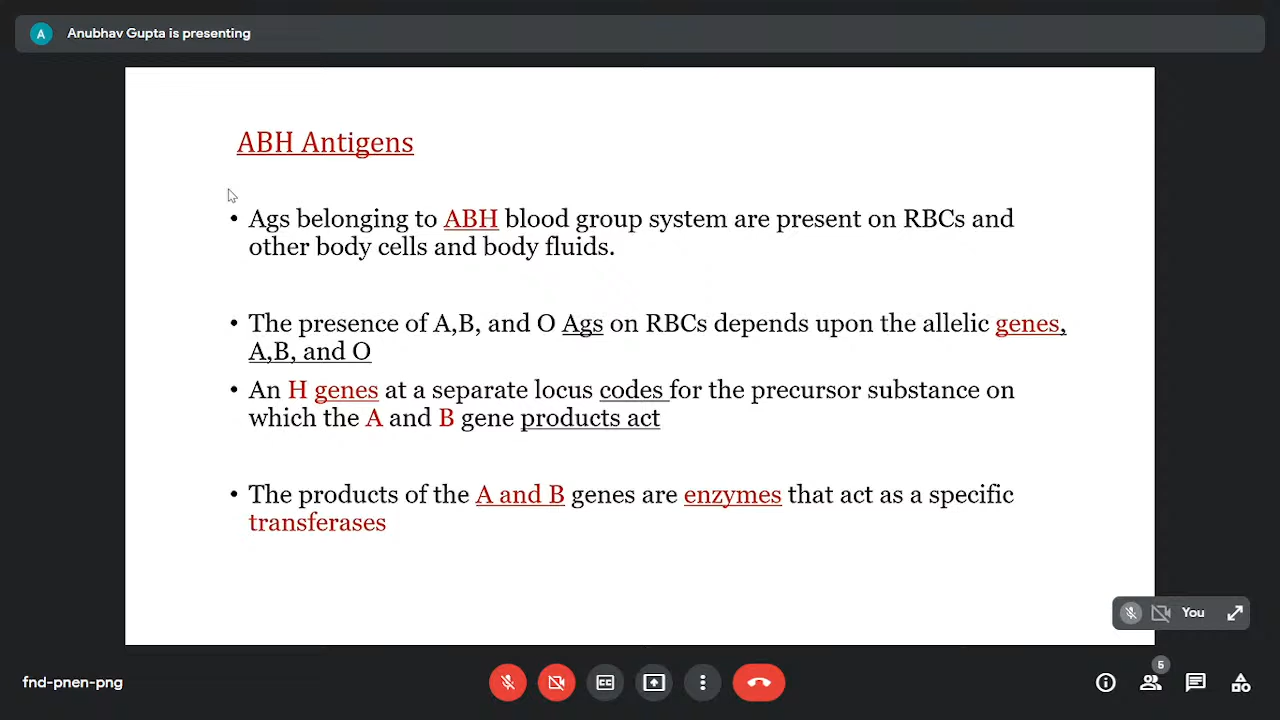 A
Anubhav Gupta is presenting
ABH Antigens
• Ags belonging to ABH blood group system are present on RBCs and
other body cells and body fluids.
• The presence of A,B, and O Ags on RBCs depends upon the allelic genes,
A,B, and O
• An H genes at a separate locus codes for the precursor substance on
which the A and B gene products act
• The products of the A and B genes are enzymes that act as a specific
transferases
You
fnd-pnen-png
CC
5